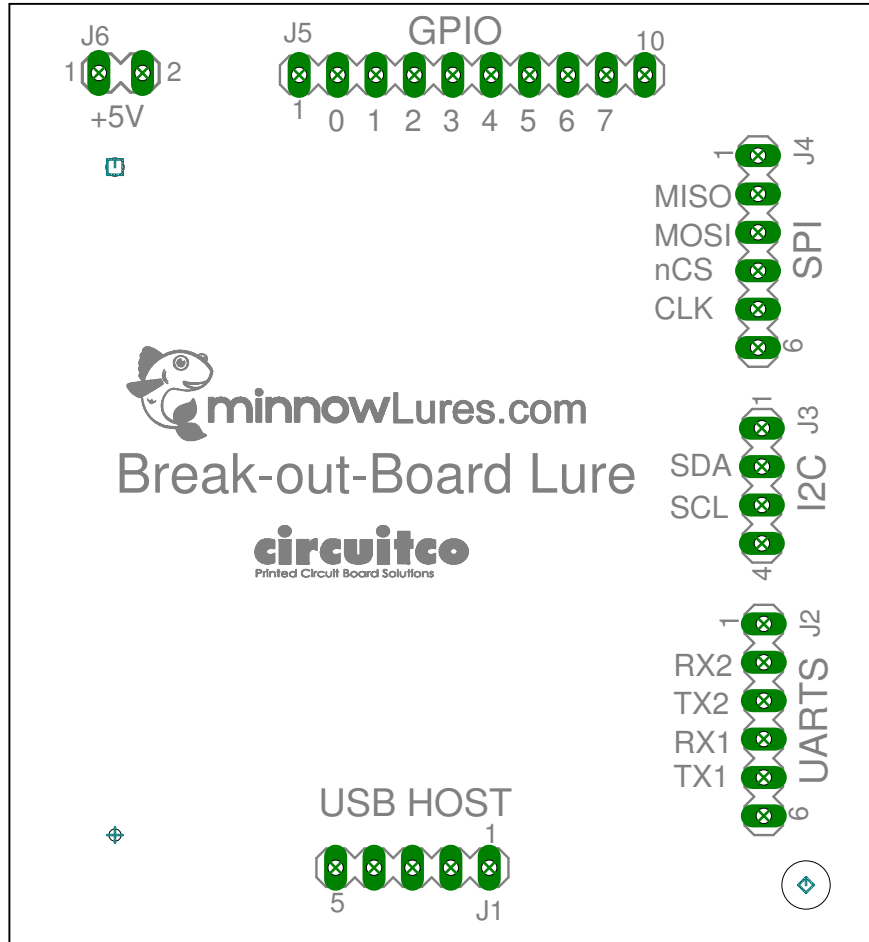 J6
1
2
+5V
J5
GPIO
10
1
0
1
2
3
4
5
6
7
1
J4
MISO
MOSI
nCS
CLK
SPI
6
minnowLures.com
Break-out-Board Lure
circuitco
Printed Circuit Board Solutions
1
J3
SDA
SCL
I2C
4
1
J2
RX2
TX2
RX1
TX1
UARTS
6
USB HOST
1
5
J1